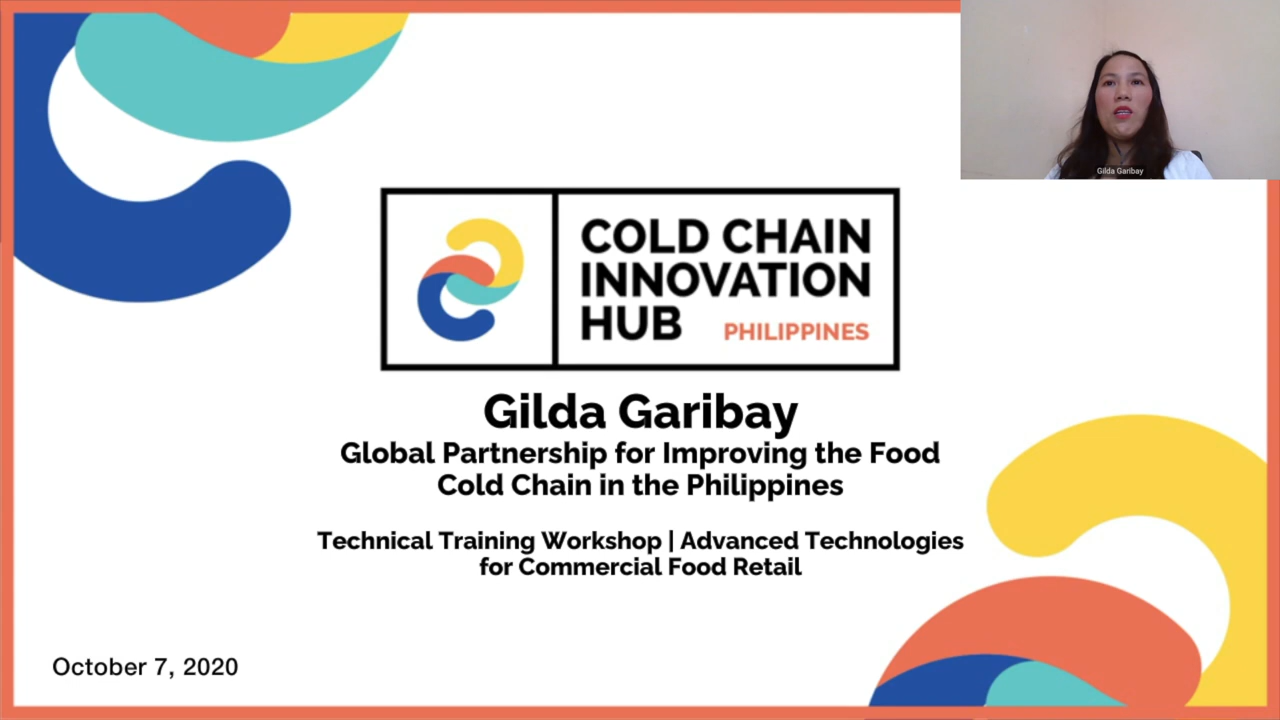 Gilda Garibay
COLD CHAIN
INNOVATION
HUB PHILIPPINES
Gilda Garibay
Global Partnership for Improving the Food
Cold Chain in the Philippines
Technical Training Workshop | Advanced Technologies
for Commercial Food Retail
October 7, 2020